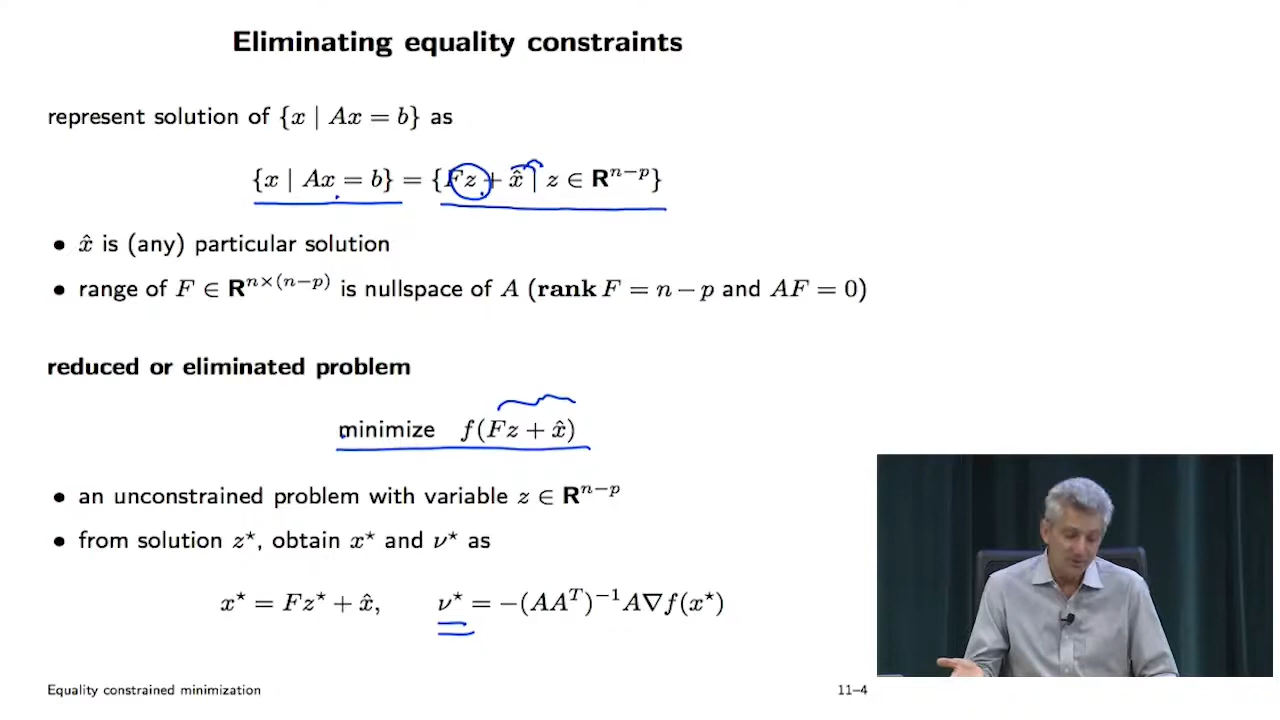 Eliminating equality constraints
represent solution of {x | Ax = b} as
{x | Ax = b} = {Fz + x̂ | z ∈ R^{n−p}}
• x̂ is (any) particular solution
• range of F ∈ R^{n×(n−p)} is nullspace of A (rank F = n − p and AF = 0)
reduced or eliminated problem
minimize f(Fz + x̂)
• an unconstrained problem with variable z ∈ R^{n−p}
• from solution z⋆, obtain x⋆ and ν⋆ as
x⋆ = Fz⋆ + x̂, ν⋆ = −(AA^T)^{−1}A∇f(x⋆)
Equality constrained minimization 11–4